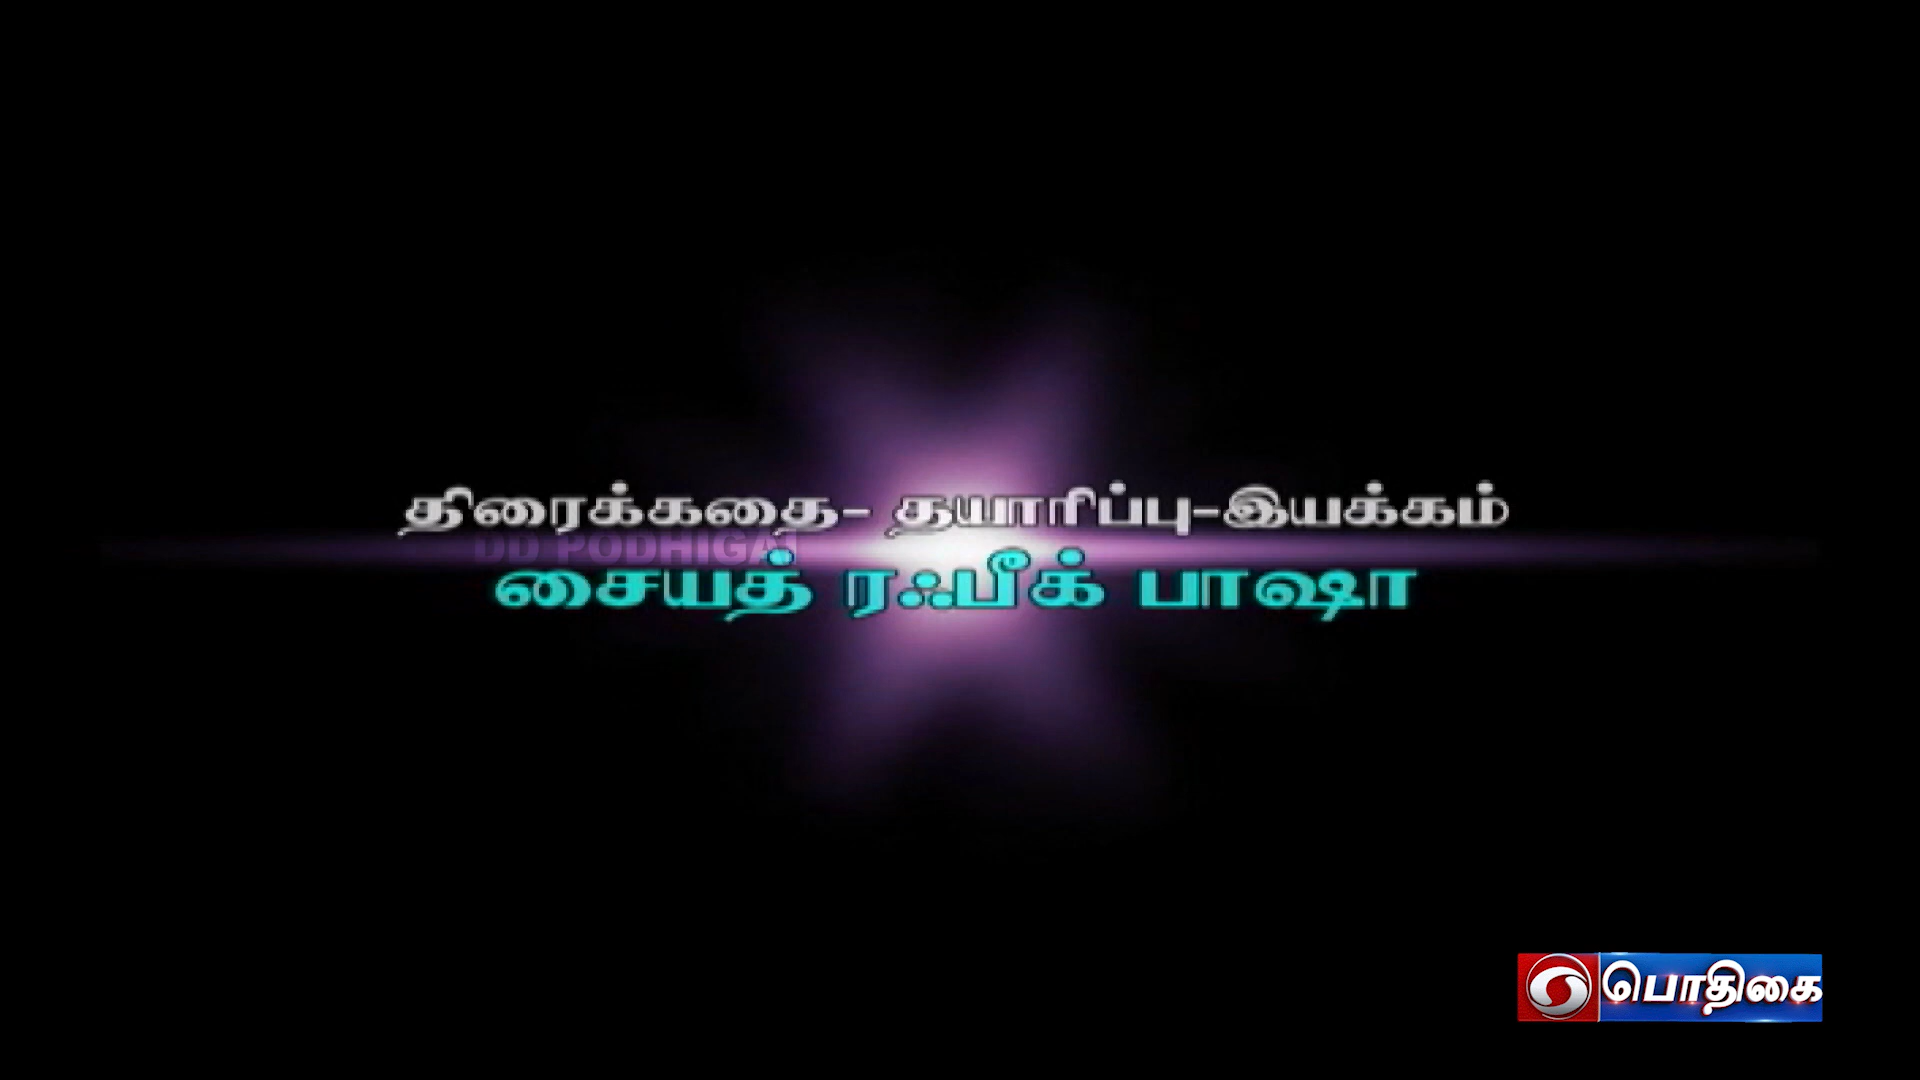 திரைக்கதை- தயாரிப்பு-இயக்கம்
DD PODHIGAI
சையத் ரஃபீக் பாஷா
பொதிகை